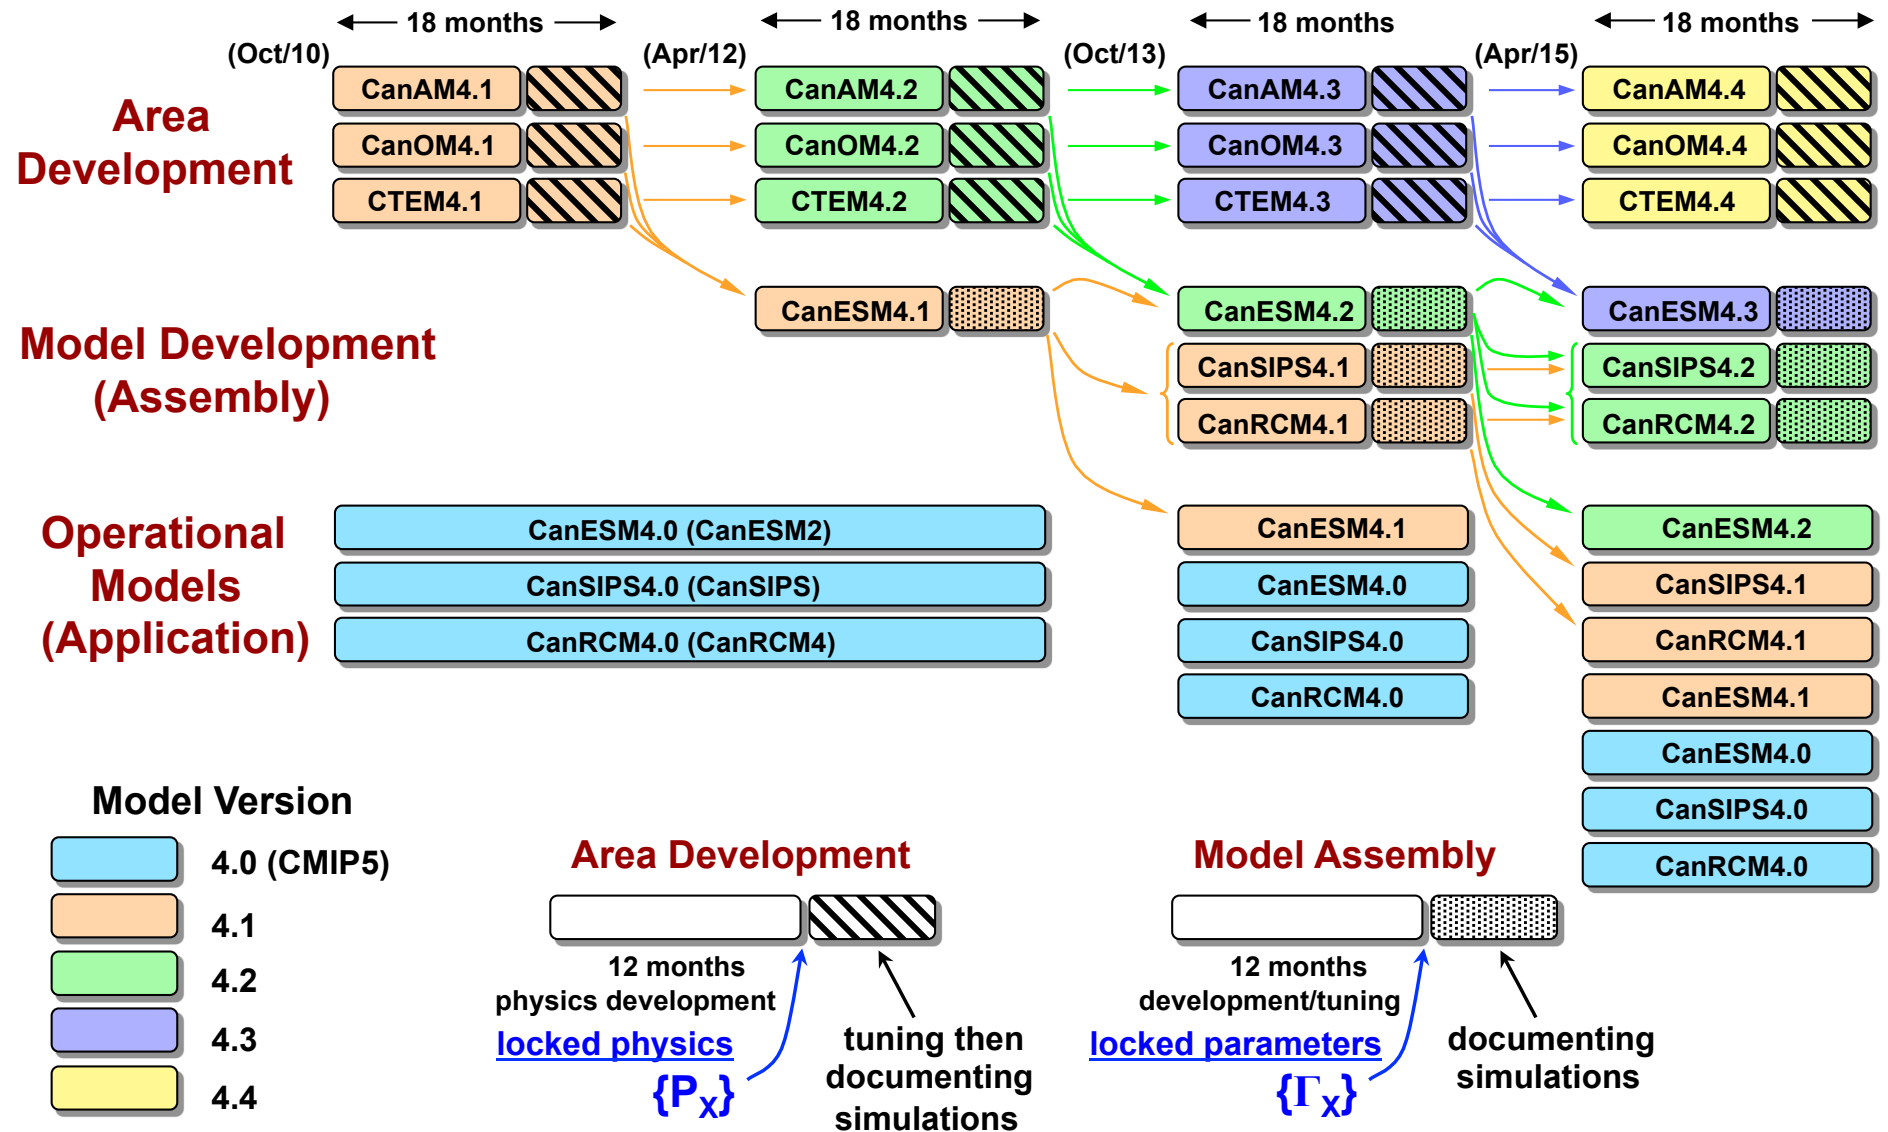 18 months 18 months 18 months 18 months
(Oct/10) (Apr/12) (Oct/13) (Apr/15)
Area
Development
CanAM4.1 CanAM4.2 CanAM4.3 CanAM4.4
CanOM4.1 CanOM4.2 CanOM4.3 CanOM4.4
CTEM4.1 CTEM4.2 CTEM4.3 CTEM4.4
Model Development
(Assembly)
CanESM4.1 CanESM4.2 CanESM4.3
CanSIPS4.1 CanSIPS4.2
CanRCM4.1 CanRCM4.2
Operational
Models
(Application)
CanESM4.0 (CanESM2) CanESM4.1 CanESM4.2
CanSIPS4.0 (CanSIPS) CanESM4.0 CanSIPS4.1
CanRCM4.0 (CanRCM4) CanSIPS4.0 CanRCM4.1
CanRCM4.0 CanESM4.1
CanESM4.0
CanSIPS4.0
CanRCM4.0
Model Version
4.0 (CMIP5)
4.1
4.2
4.3
4.4
Area Development
12 months
physics development
locked physics
{P_X}
tuning then
documenting
simulations
Model Assembly
12 months
development/tuning
locked parameters
{Γ_X}
documenting
simulations